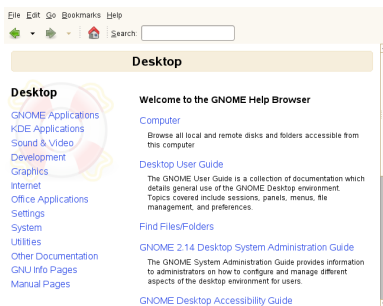 File Edit Go Bookmarks Help
Search:
Desktop
Desktop
GNOME Applications
KDE Applications
Sound & Video
Development
Graphics
Internet
Office Applications
Settings
System
Utilities
Other Documentation
GNU Info Pages
Manual Pages
Welcome to the GNOME Help Browser
Computer
Browse all local and remote disks and folders accessible from
this computer
Desktop User Guide
The GNOME User Guide is a collection of documentation which
details general use of the GNOME Desktop environment.
Topics covered include sessions, panels, menus, file
management, and preferences.
Find Files/Folders
GNOME 2.14 Desktop System Administration Guide
The GNOME System Administration Guide provides information
to administrators on how to configure and manage different
aspects of the desktop environment for users.
GNOME Desktop Accessibility Guide